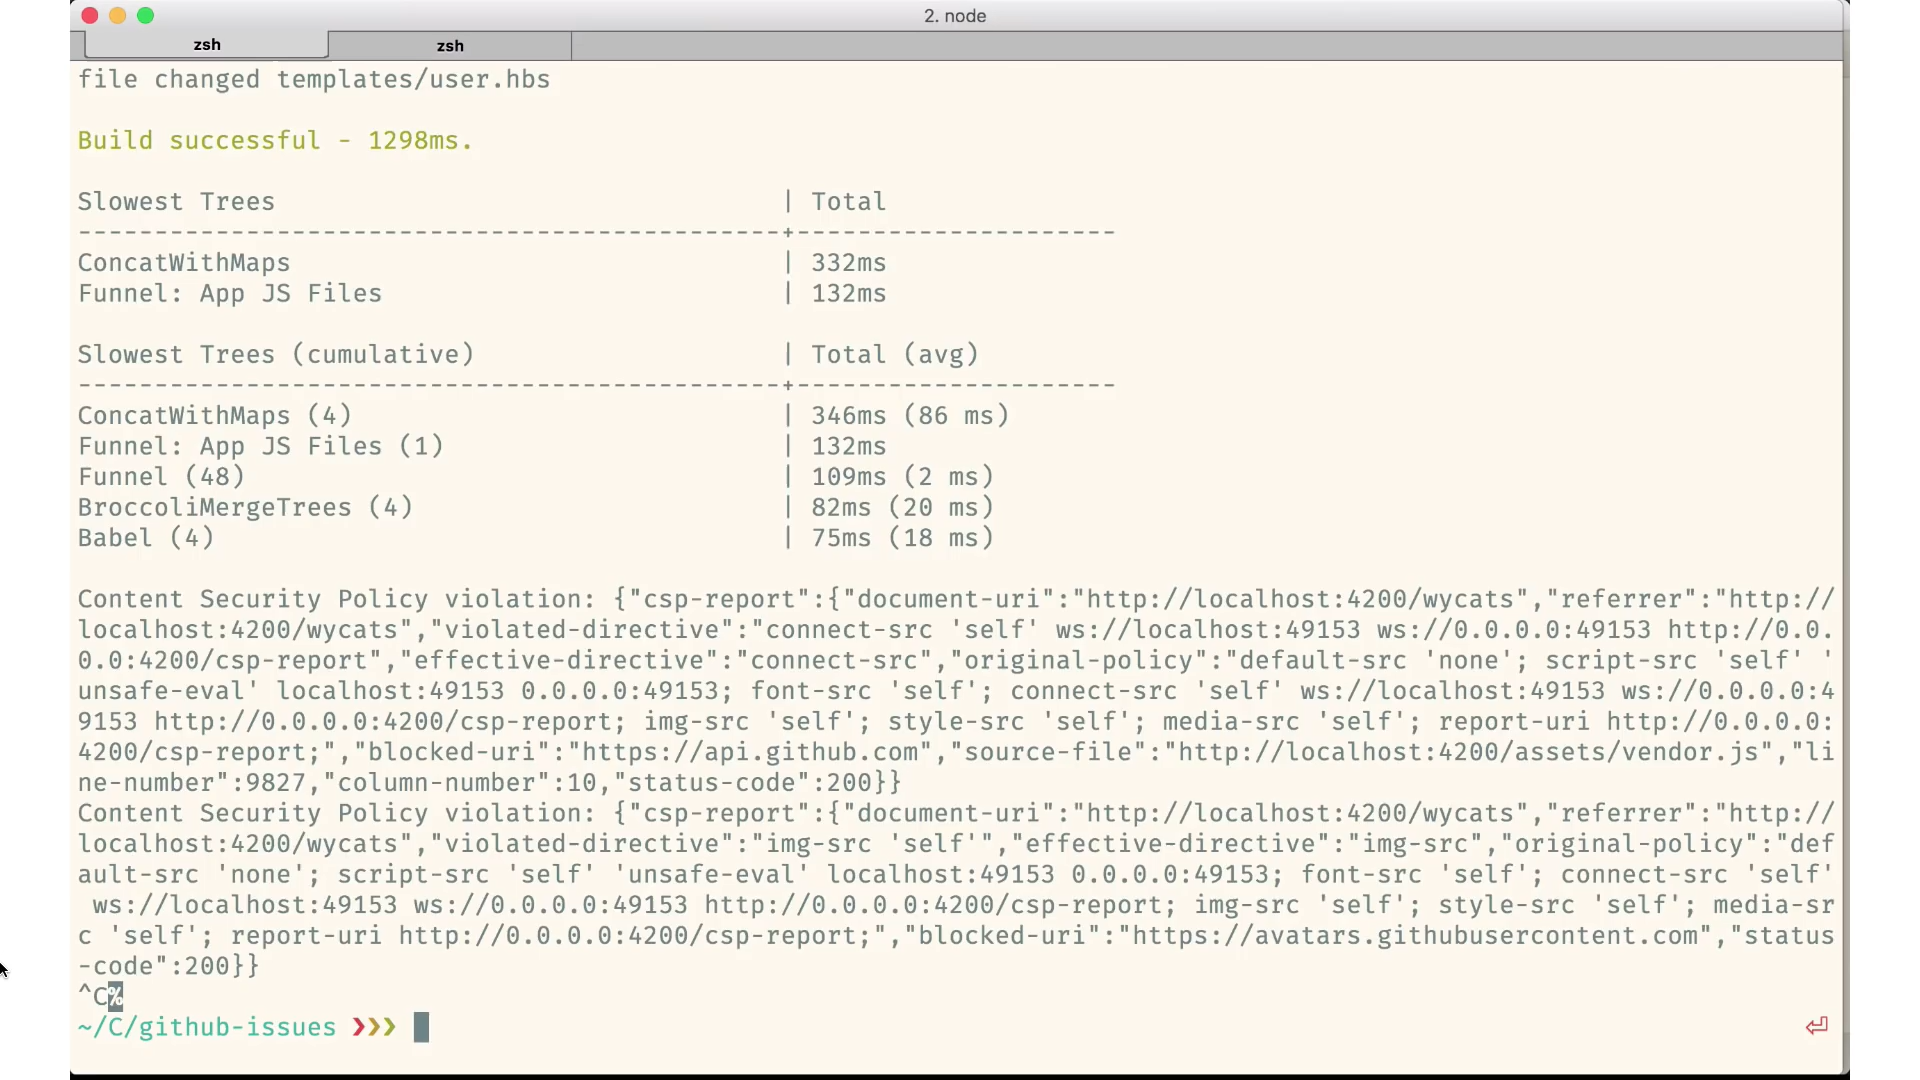 2. node
zsh
zsh
file changed templates/user.hbs
Build successful - 1298ms.
Slowest Trees | Total
----------------------------------------------+---------------------
ConcatWithMaps | 332ms
Funnel: App JS Files | 132ms
Slowest Trees (cumulative) | Total (avg)
----------------------------------------------+---------------------
ConcatWithMaps (4) | 346ms (86 ms)
Funnel: App JS Files (1) | 132ms
Funnel (48) | 109ms (2 ms)
BroccoliMergeTrees (4) | 82ms (20 ms)
Babel (4) | 75ms (18 ms)
Content Security Policy violation: {"csp-report":{"document-uri":"http://localhost:4200/wycats","referrer":"http://
localhost:4200/wycats","violated-directive":"connect-src 'self' ws://localhost:49153 ws://0.0.0.0:49153 http://0.0.
0.0:4200/csp-report","effective-directive":"connect-src","original-policy":"default-src 'none'; script-src 'self' '
unsafe-eval' localhost:49153 0.0.0.0:49153; font-src 'self'; connect-src 'self' ws://localhost:49153 ws://0.0.0.0:4
9153 http://0.0.0.0:4200/csp-report; img-src 'self'; style-src 'self'; media-src 'self'; report-uri http://0.0.0.0:
4200/csp-report;","blocked-uri":"https://api.github.com","source-file":"http://localhost:4200/assets/vendor.js","li
ne-number":9827,"column-number":10,"status-code":200}}
Content Security Policy violation: {"csp-report":{"document-uri":"http://localhost:4200/wycats","referrer":"http://
localhost:4200/wycats","violated-directive":"img-src 'self'","effective-directive":"img-src","original-policy":"def
ault-src 'none'; script-src 'self' 'unsafe-eval' localhost:49153 0.0.0.0:49153; font-src 'self'; connect-src 'self'
 ws://localhost:49153 ws://0.0.0.0:49153 http://0.0.0.0:4200/csp-report; img-src 'self'; style-src 'self'; media-sr
c 'self'; report-uri http://0.0.0.0:4200/csp-report;","blocked-uri":"https://avatars.githubusercontent.com","status
-code":200}}
^C%
~/C/github-issues ❯❯❯ ⏎